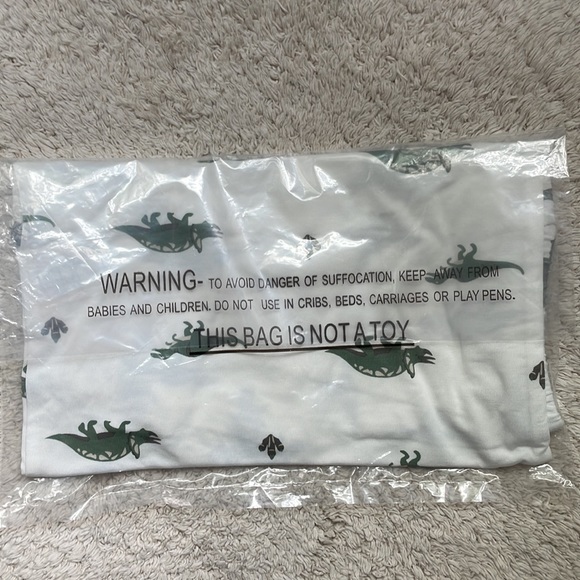 WARNING- TO AVOID DANGER OF SUFFOCATION, KEEP AWAY FROM
BABIES AND CHILDREN. DO NOT USE IN CRIBS, BEDS, CARRIAGES OR PLAY PENS.
THIS BAG IS NOT A TOY